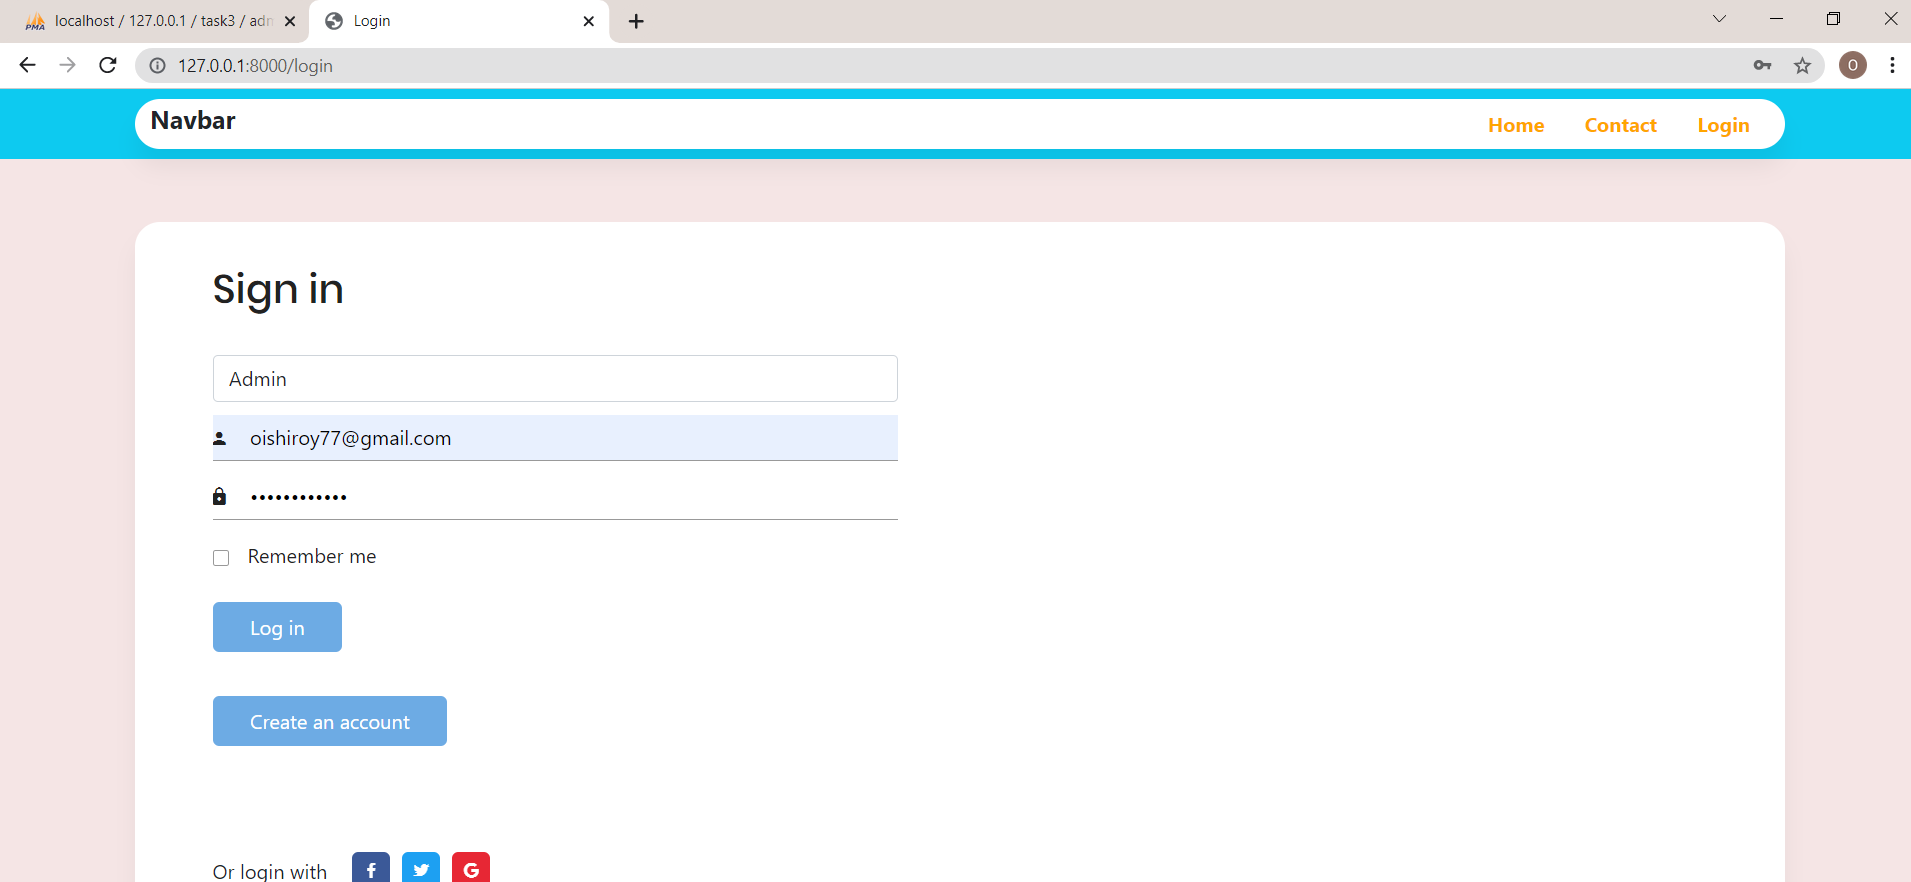 localhost / 127.0.0.1 / task3 / adm
Login
127.0.0.1:8000/login
O
Navbar
Home Contact Login
Sign in
Admin
oishiroy77@gmail.com
••••••••••••
Remember me
Log in
Create an account
Or login with